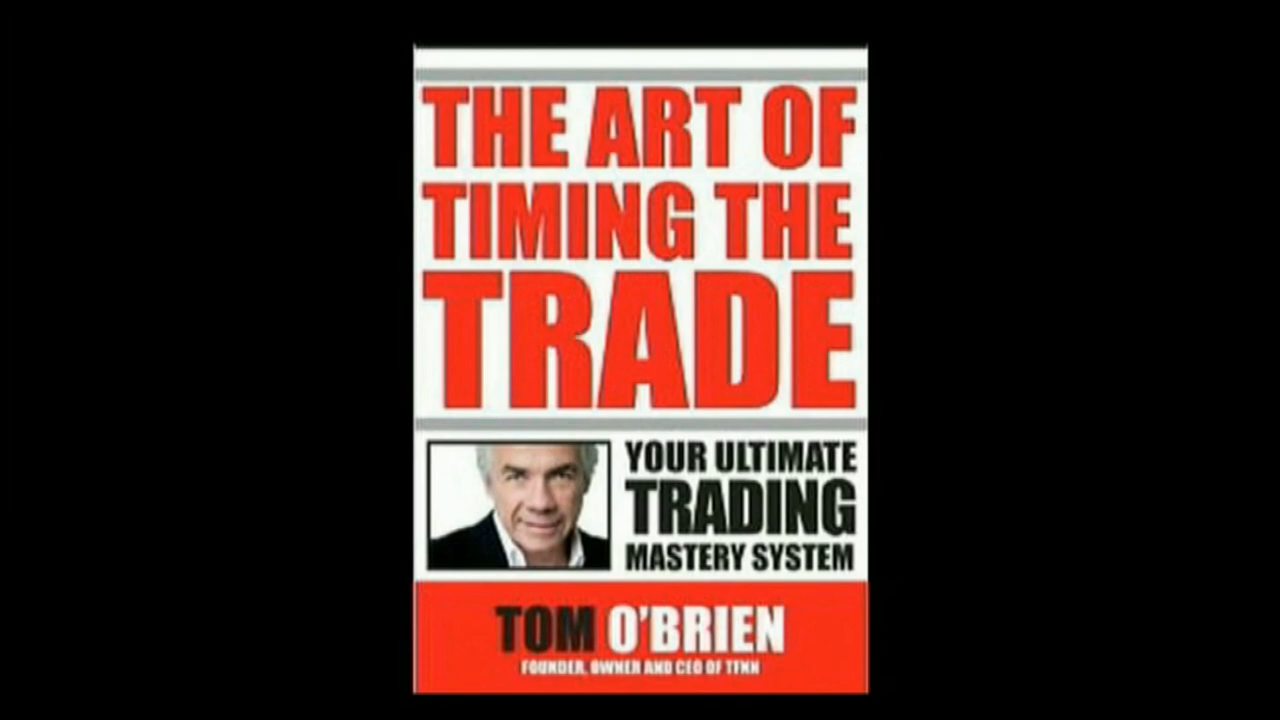 THE ART OF
TIMING THE
TRADE
YOUR ULTIMATE
TRADING
MASTERY SYSTEM
TOM O'BRIEN
FOUNDER, OWNER AND CEO OF TFNN